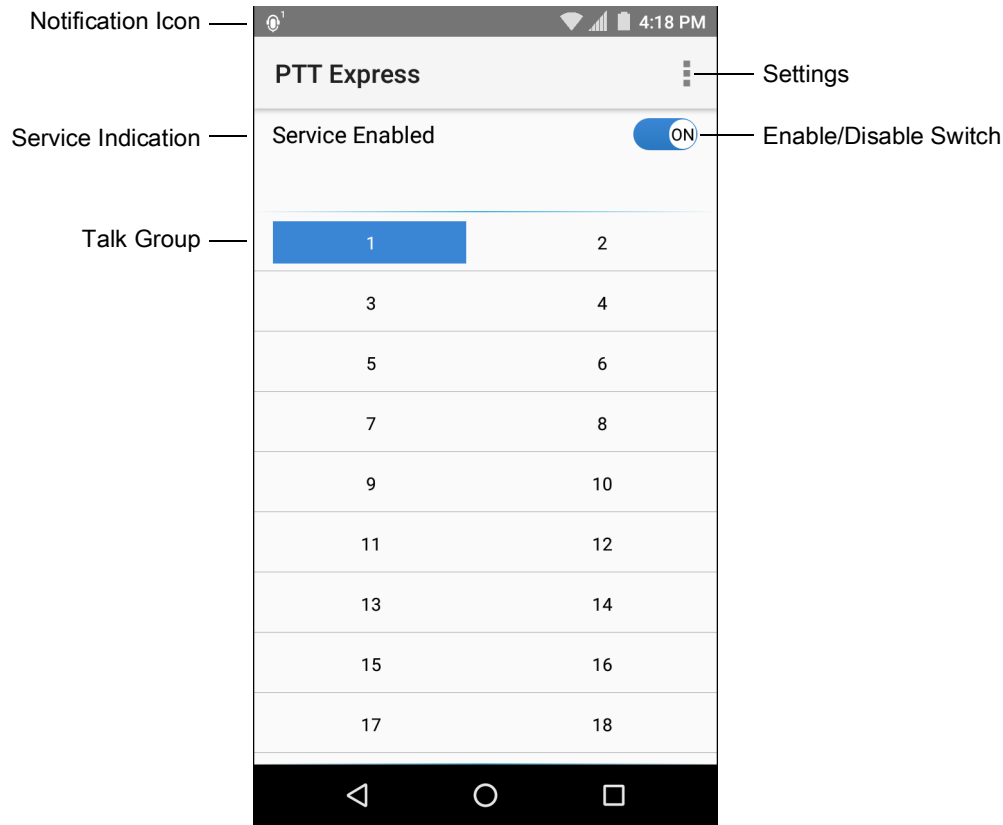 Notification Icon
1
4:18 PM
PTT Express
Settings
Service Indication
Service Enabled
ON
Enable/Disable Switch
Talk Group
1
2
3
4
5
6
7
8
9
10
11
12
13
14
15
16
17
18